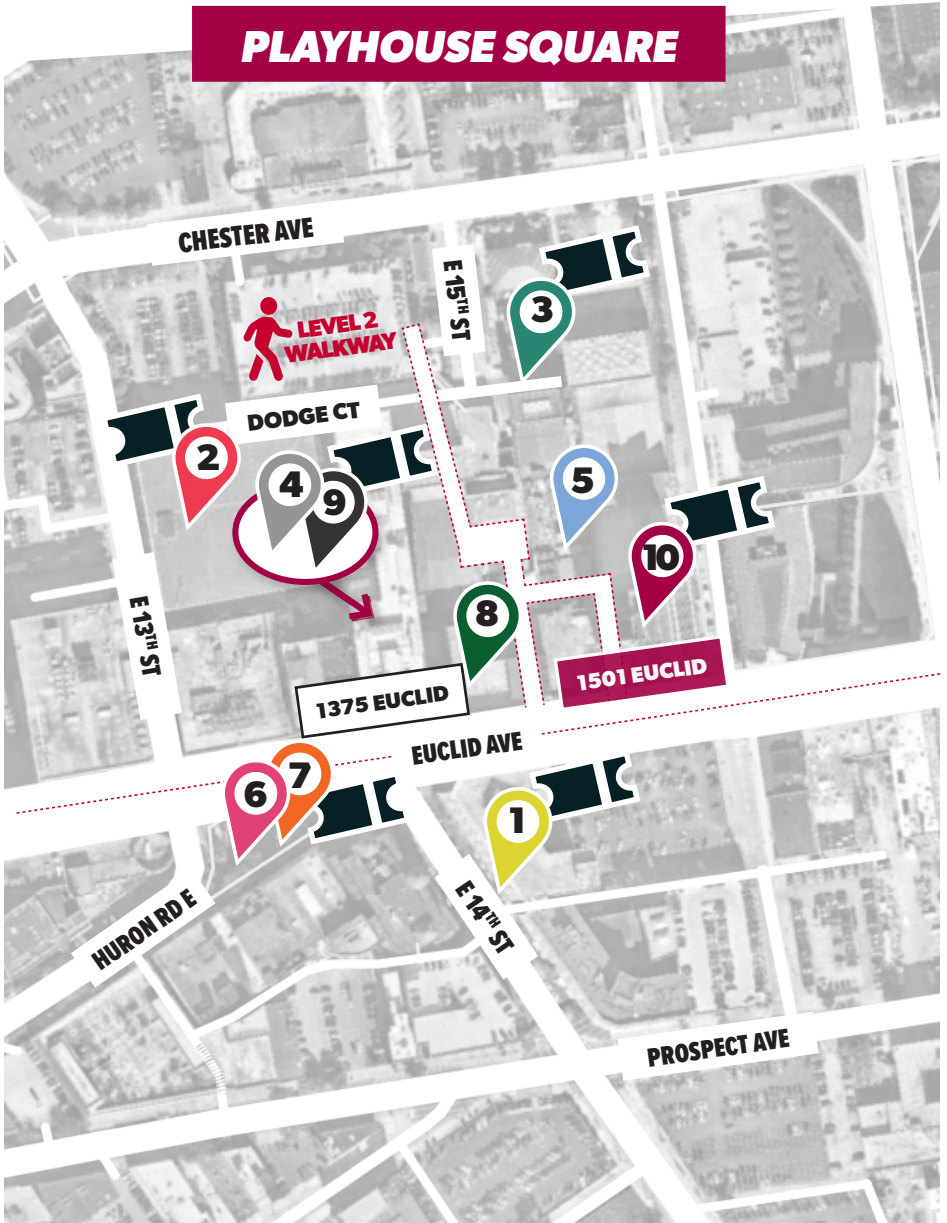 PLAYHOUSE SQUARE
CHESTER AVE
E 15TH ST
3
LEVEL 2
WALKWAY
DODGE CT
2
4
9
5
10
E 13TH ST
8
1501 EUCLID
1375 EUCLID
EUCLID AVE
7
6
1
HURON RD E
E 14TH ST
PROSPECT AVE